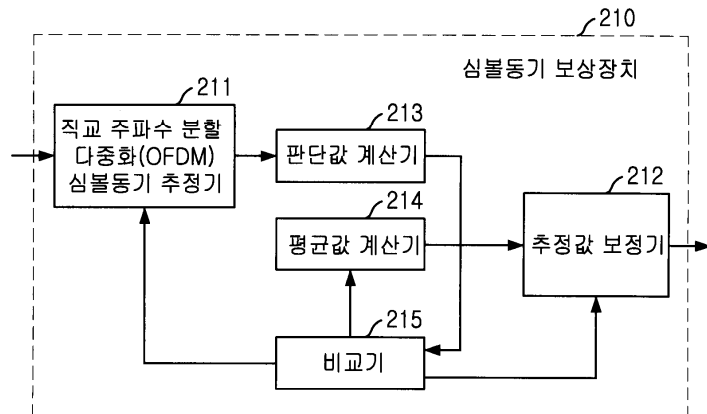 210
심볼동기 보상장치
211
직교 주파수 분할
다중화(OFDM)
심볼동기 추정기
213
판단값 계산기
214
평균값 계산기
212
추정값 보정기
215
비교기